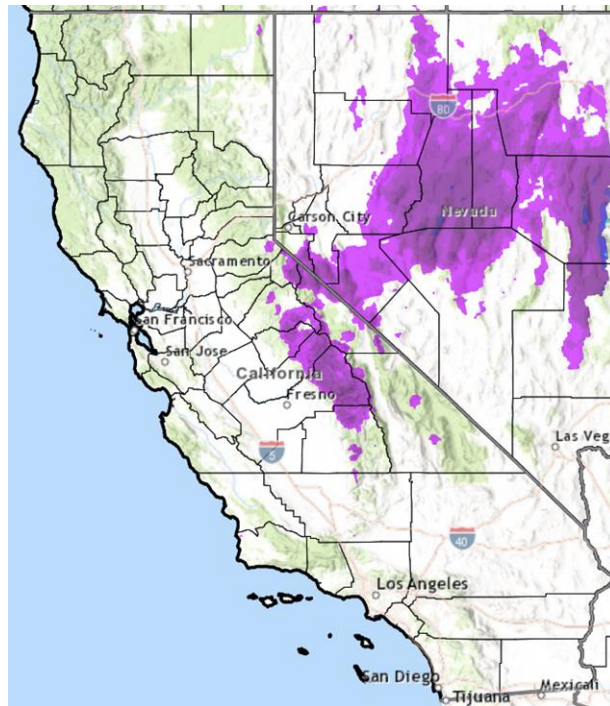 80
Carson City
Nevada
Sacramento
San Francisco
San Jose
California
Fresno
5
Las Veg
40
Los Angeles
San Diego
Mexicali
Tijuana